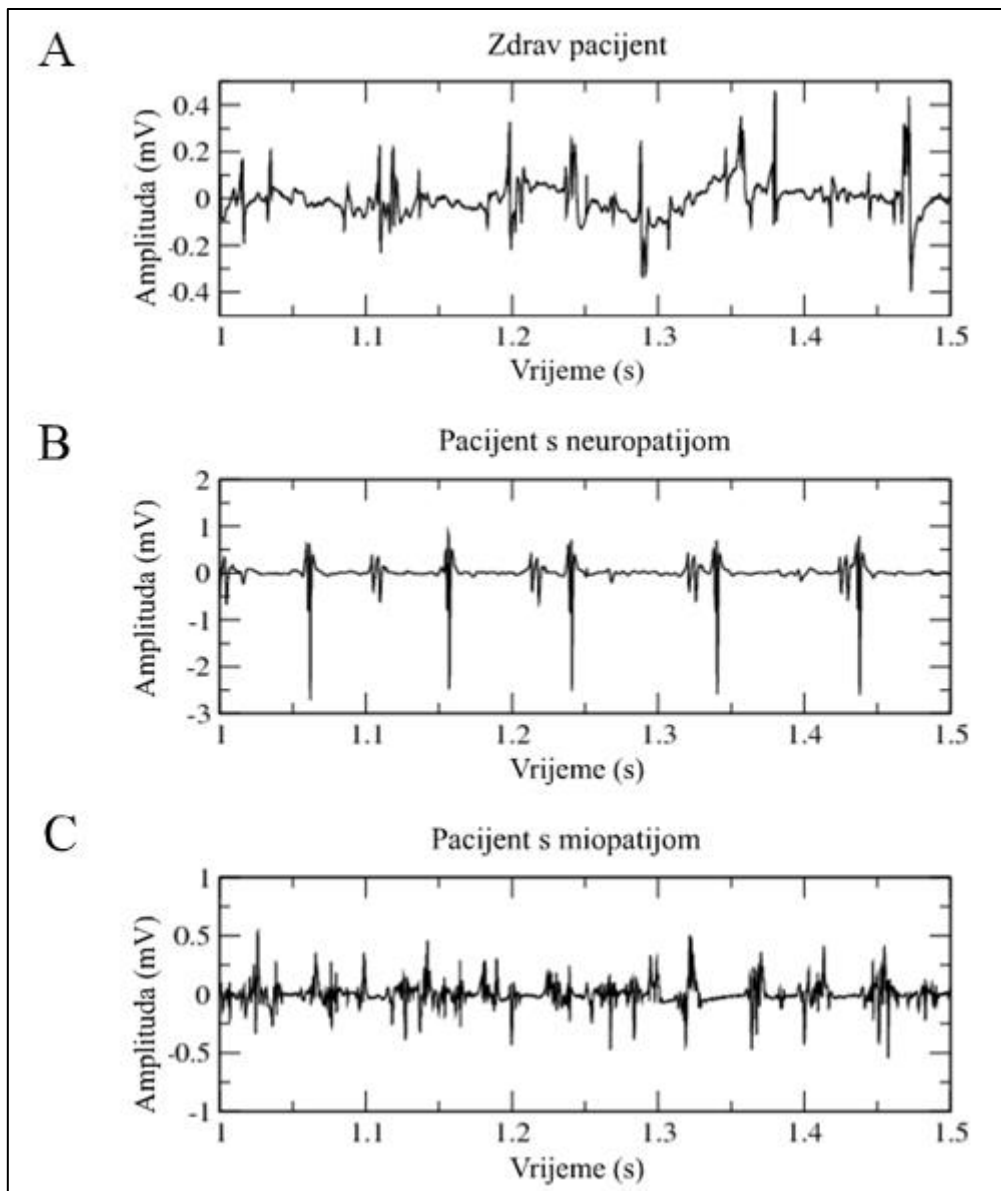 A
Zdrav pacijent
Amplituda (mV)
0.4
0.2
0
-0.2
-0.4
1
1.1
1.2
1.3
1.4
1.5
Vrijeme (s)
B
Pacijent s neuropatijom
Amplituda (mV)
2
1
0
-1
-2
-3
1
1.1
1.2
1.3
1.4
1.5
Vrijeme (s)
C
Pacijent s miopatijom
Amplituda (mV)
1
0.5
0
-0.5
-1
1
1.1
1.2
1.3
1.4
1.5
Vrijeme (s)